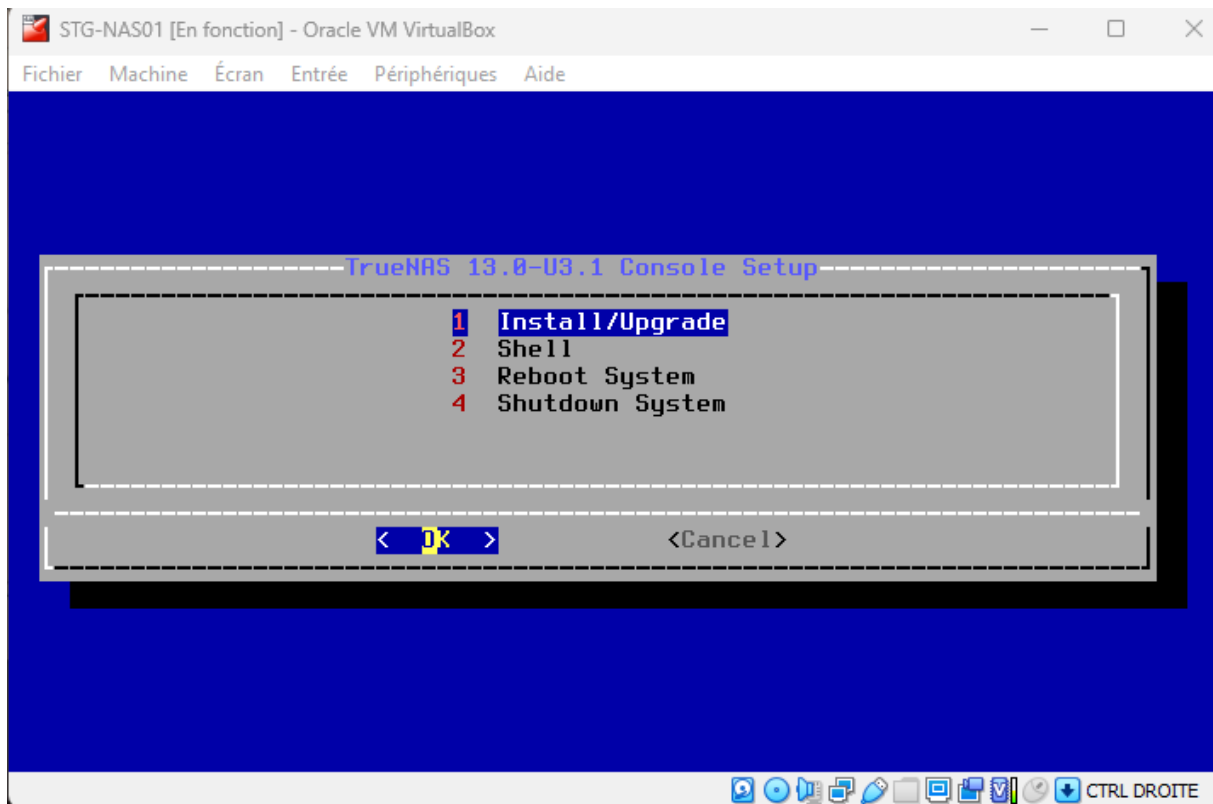 STG-NAS01 [En fonction] - Oracle VM VirtualBox
Fichier Machine Écran Entrée Périphériques Aide
TrueNAS 13.0-U3.1 Console Setup
1 Install/Upgrade
2 Shell
3 Reboot System
4 Shutdown System
< OK > <Cancel>
CTRL DROITE